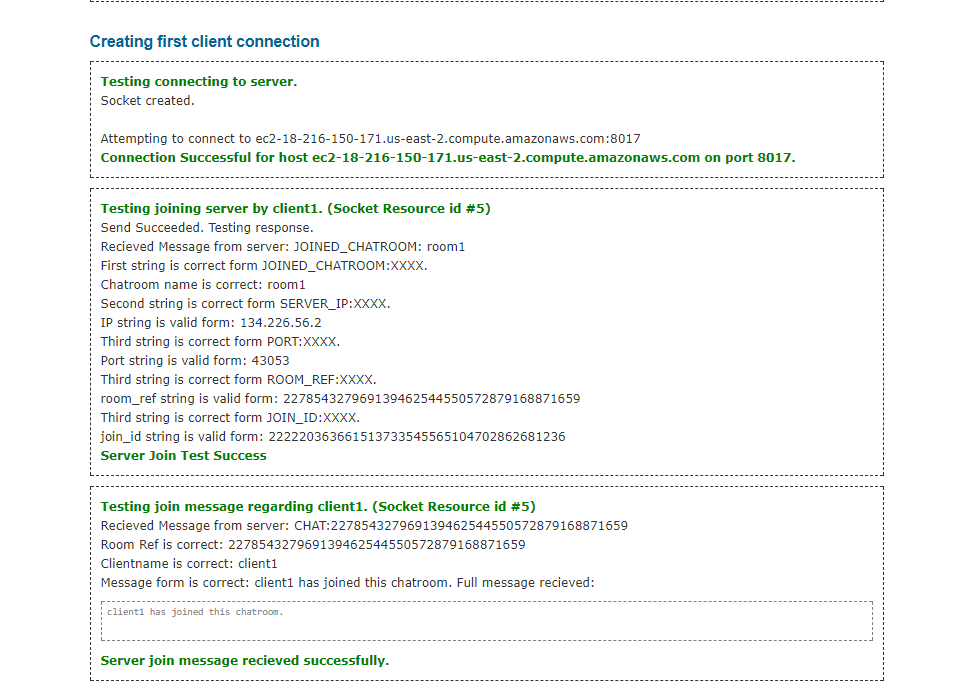 Creating first client connection
Testing connecting to server.
Socket created.
Attempting to connect to ec2-18-216-150-171.us-east-2.compute.amazonaws.com:8017
Connection Successful for host ec2-18-216-150-171.us-east-2.compute.amazonaws.com on port 8017.
Testing joining server by client1. (Socket Resource id #5)
Send Succeeded. Testing response.
Recieved Message from server: JOINED_CHATROOM: room1
First string is correct form JOINED_CHATROOM:XXXX.
Chatroom name is correct: room1
Second string is correct form SERVER_IP:XXXX.
IP string is valid form: 134.226.56.2
Third string is correct form PORT:XXXX.
Port string is valid form: 43053
Third string is correct form ROOM_REF:XXXX.
room_ref string is valid form: 227854327969139462544550572879168871659
Third string is correct form JOIN_ID:XXXX.
join_id string is valid form: 222220363661513733545565104702862681236
Server Join Test Success
Testing join message regarding client1. (Socket Resource id #5)
Recieved Message from server: CHAT:227854327969139462544550572879168871659
Room Ref is correct: 227854327969139462544550572879168871659
Clientname is correct: client1
Message form is correct: client1 has joined this chatroom. Full message recieved:
client1 has joined this chatroom.
Server join message recieved successfully.